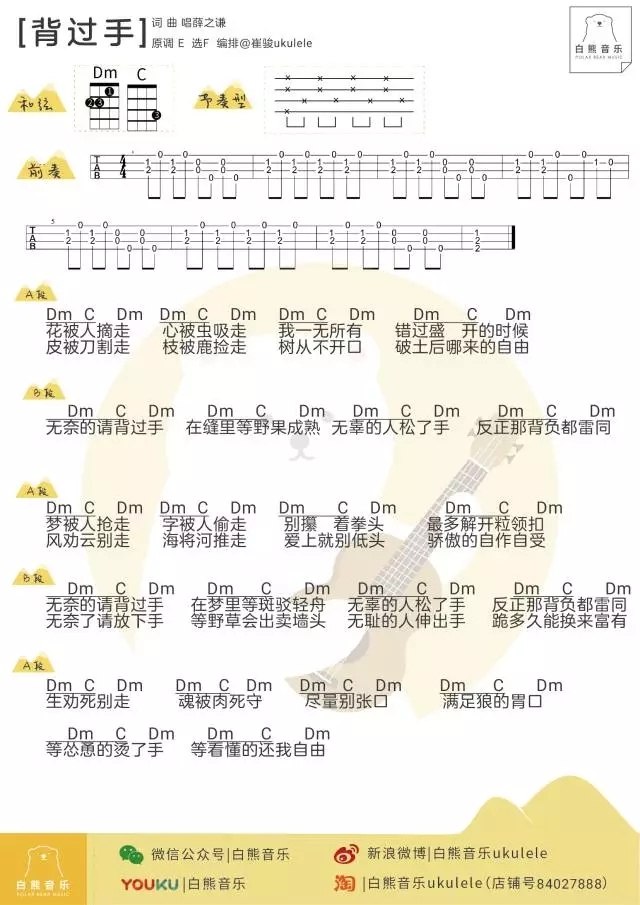 [背过手]
词 曲 唱薛之谦
原调 E 选F 编排@崔骏ukulele
白熊音乐
POLAR BEAR MUSIC
和弦
Dm C
节奏型
前奏
A段
Dm C Dm Dm C Dm Dm C Dm Dm C Dm
花被人摘走 心被虫吸走 我一无所有 错过盛 开的时候
皮被刀割走 枝被鹿捡走 树从不开口 破土后哪来的自由
B段
Dm C Dm Dm C Dm Dm C Dm Dm C Dm
无奈的请背过手 在缝里等野果成熟 无辜的人松了手 反正那背负都雷同
A段
Dm C Dm Dm C Dm Dm C Dm Dm C Dm
梦被人抢走 字被人偷走 别攥 着拳头 最多解开粒领扣
风劝云别走 海将河推走 爱上就别低头 骄傲的自作自受
B段
Dm C Dm Dm C Dm Dm C Dm Dm C Dm
无奈的请背过手 在梦里等斑驳轻舟 无辜的人松了手 反正那背负都雷同
无奈了请放下手 等野草会出卖墙头 无耻的人伸出手 跪多久能换来富有
A段
Dm C Dm Dm C Dm Dm C Dm Dm C Dm
生劝死别走 魂被肉死守 尽量别张口 满足狼的胃口
Dm C Dm Dm C Dm
等怂恿的烫了手 等看懂的还我自由
白熊音乐
POLAR BEAR MUSIC
微信公众号|白熊音乐
新浪微博|白熊音乐ukulele
YOUKU|白熊音乐
淘|白熊音乐ukulele(店铺号84027888)